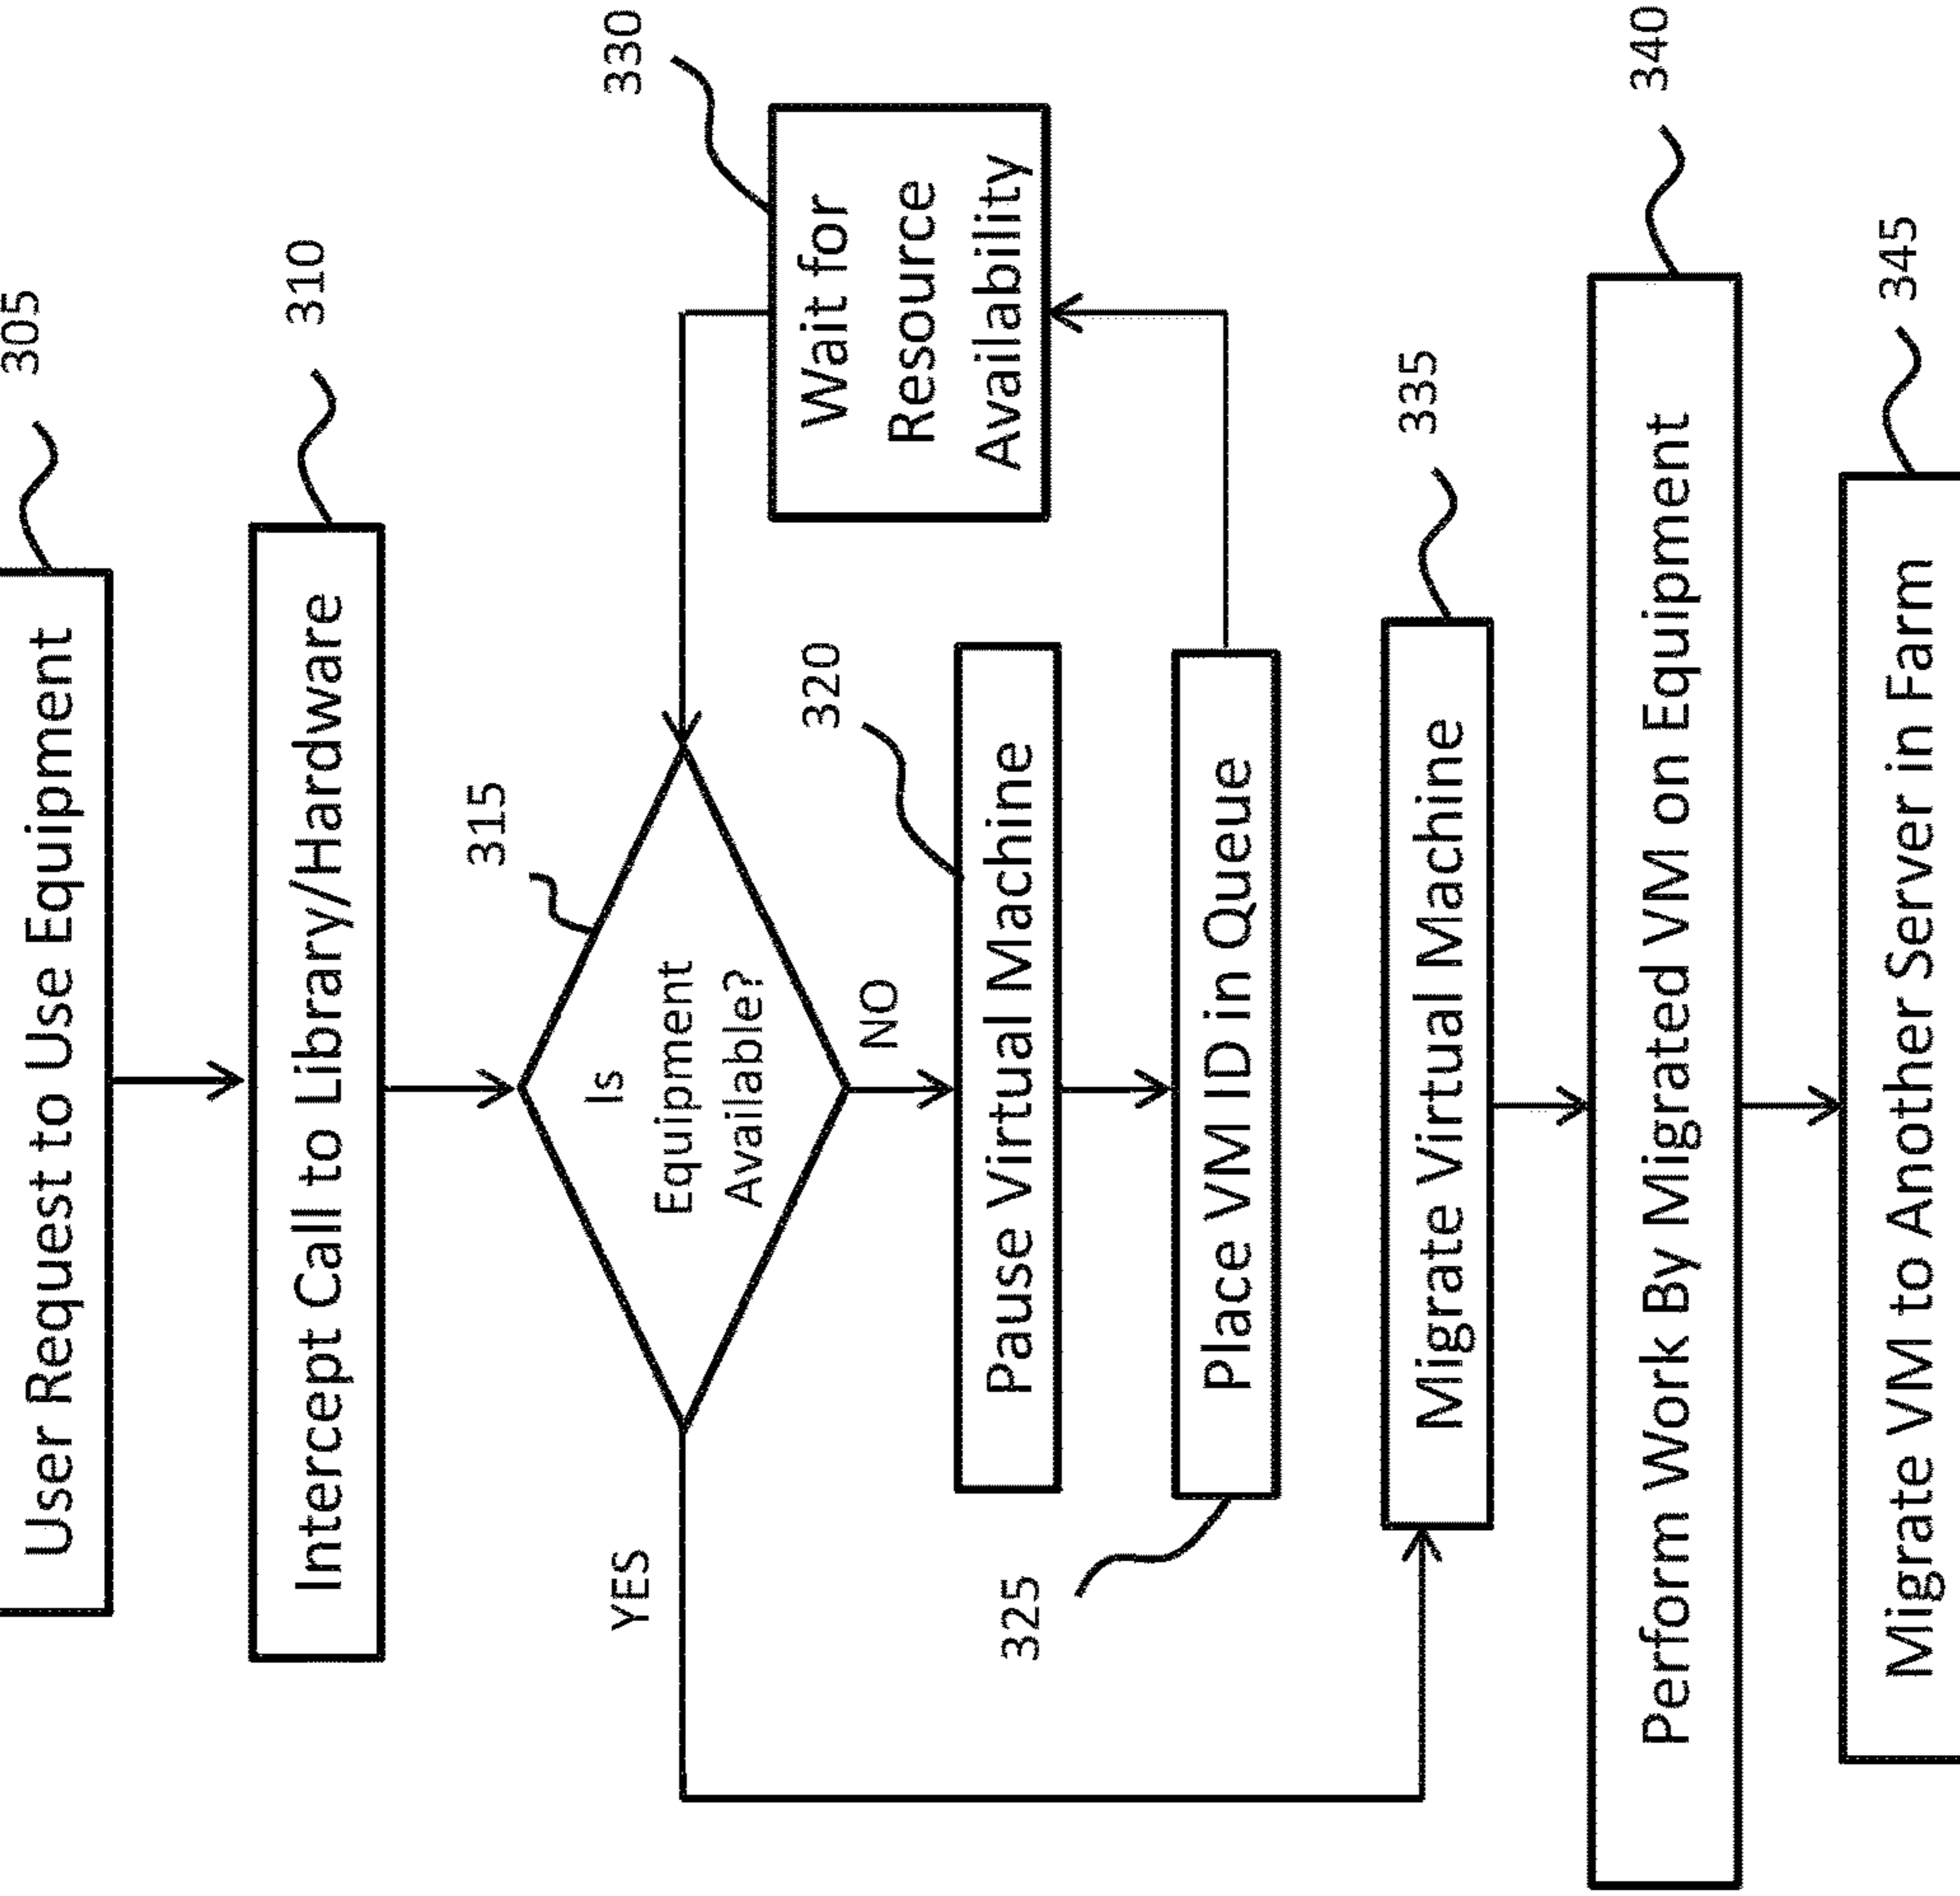 305
User Request to Use Equipment
310
Intercept Call to Library/Hardware
315
Is
Equipment
Available?
YES
NO
330
Wait for
Resource
Availability
320
Pause Virtual Machine
325
Place VM ID in Queue
335
Migrate Virtual Machine
340
Perform Work By Migrated VM on Equipment
345
Migrate VM to Another Server in Farm